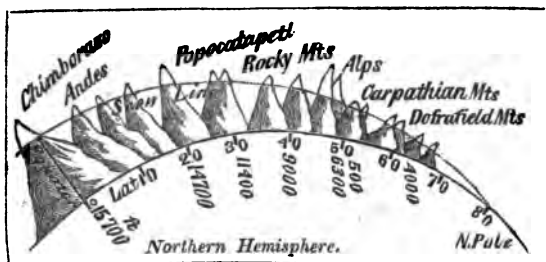 Chimborazo
Andes
Popocatapetl
Rocky Mts
Alps
Carpathian Mts
Dofrafield Mts
Snow Line
Equator
Lat 10 20 30 40 50 60 70 80
15700 ft
14700
11400
9000
6300
500
4000
Northern Hemisphere.
N.Pole